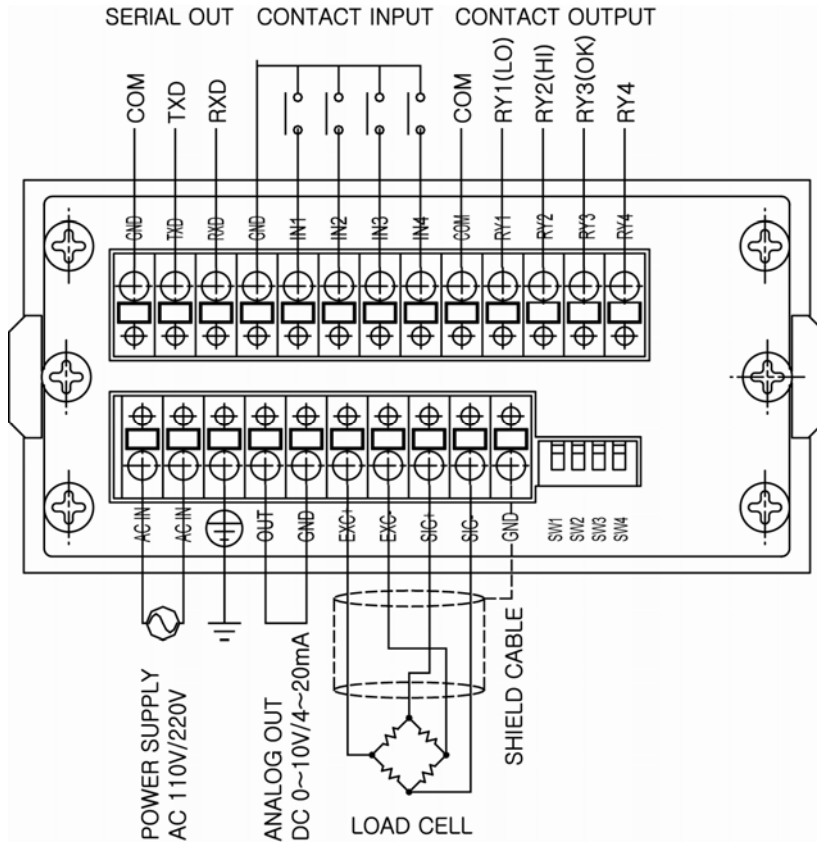 SERIAL OUT CONTACT INPUT CONTACT OUTPUT
COM
TXD
RXD
COM
RY1(LO)
RY2(HI)
RY3(OK)
RY4
GND
TXD
RXD
GND
IN1
IN2
IN3
IN4
COM
RY1
RY2
RY3
RY4
AC IN
AC IN
OUT
GND
EXC+
EXC-
SIG+
SIG-
GND
SW1
SW2
SW3
SW4
POWER SUPPLY
AC 110V/220V
ANALOG OUT
DC 0~10V/4~20mA
SHIELD CABLE
LOAD CELL